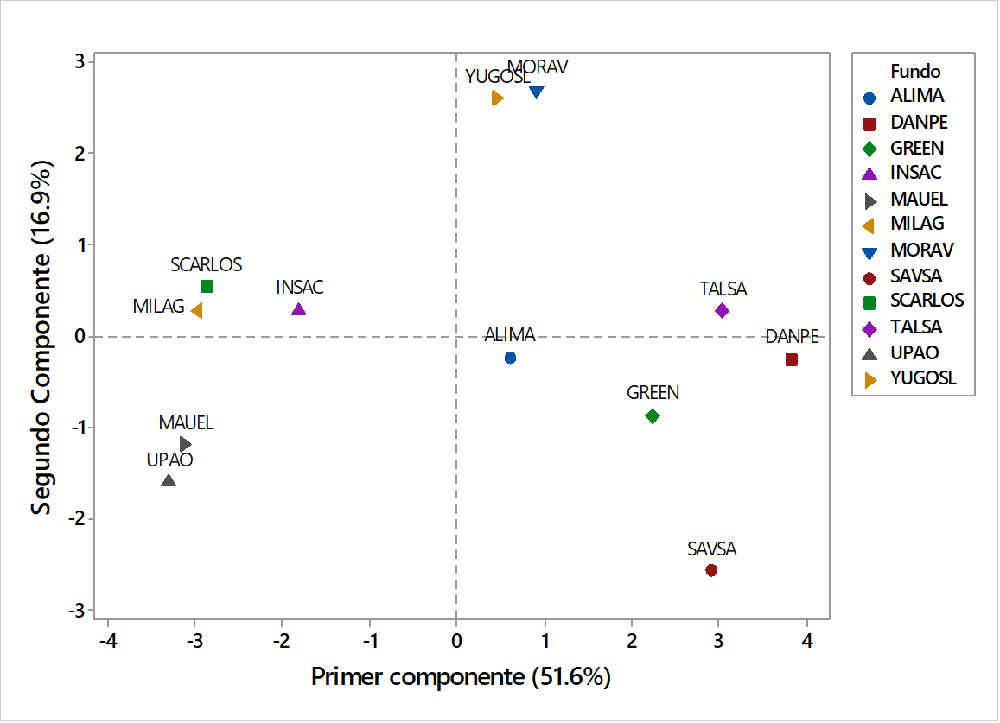 3
2
1
0
-1
-2
-3
Segundo Componente (16.9%)
MORAV
YUGOSL
SCARLOS
INSAC
MILAG
TALSA
ALIMA
DANPE
GREEN
MAUEL
UPAO
SAVSA
-4 -3 -2 -1 0 1 2 3 4
Primer componente (51.6%)
Fundo
ALIMA
DANPE
GREEN
INSAC
MAUEL
MILAG
MORAV
SAVSA
SCARLOS
TALSA
UPAO
YUGOSL